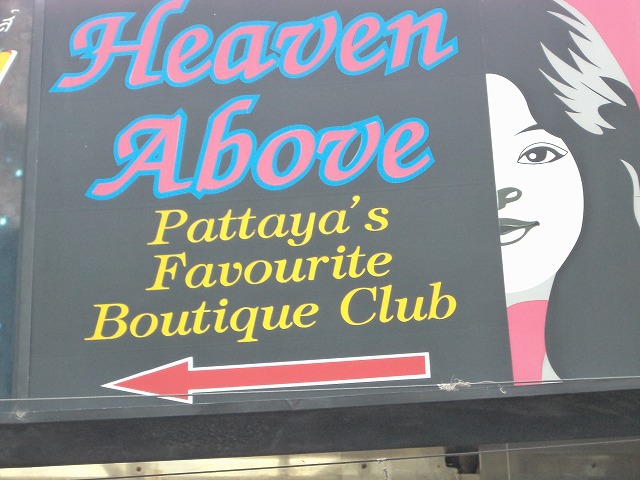 Heaven
Above
Pattaya's
Favourite
Boutique Club